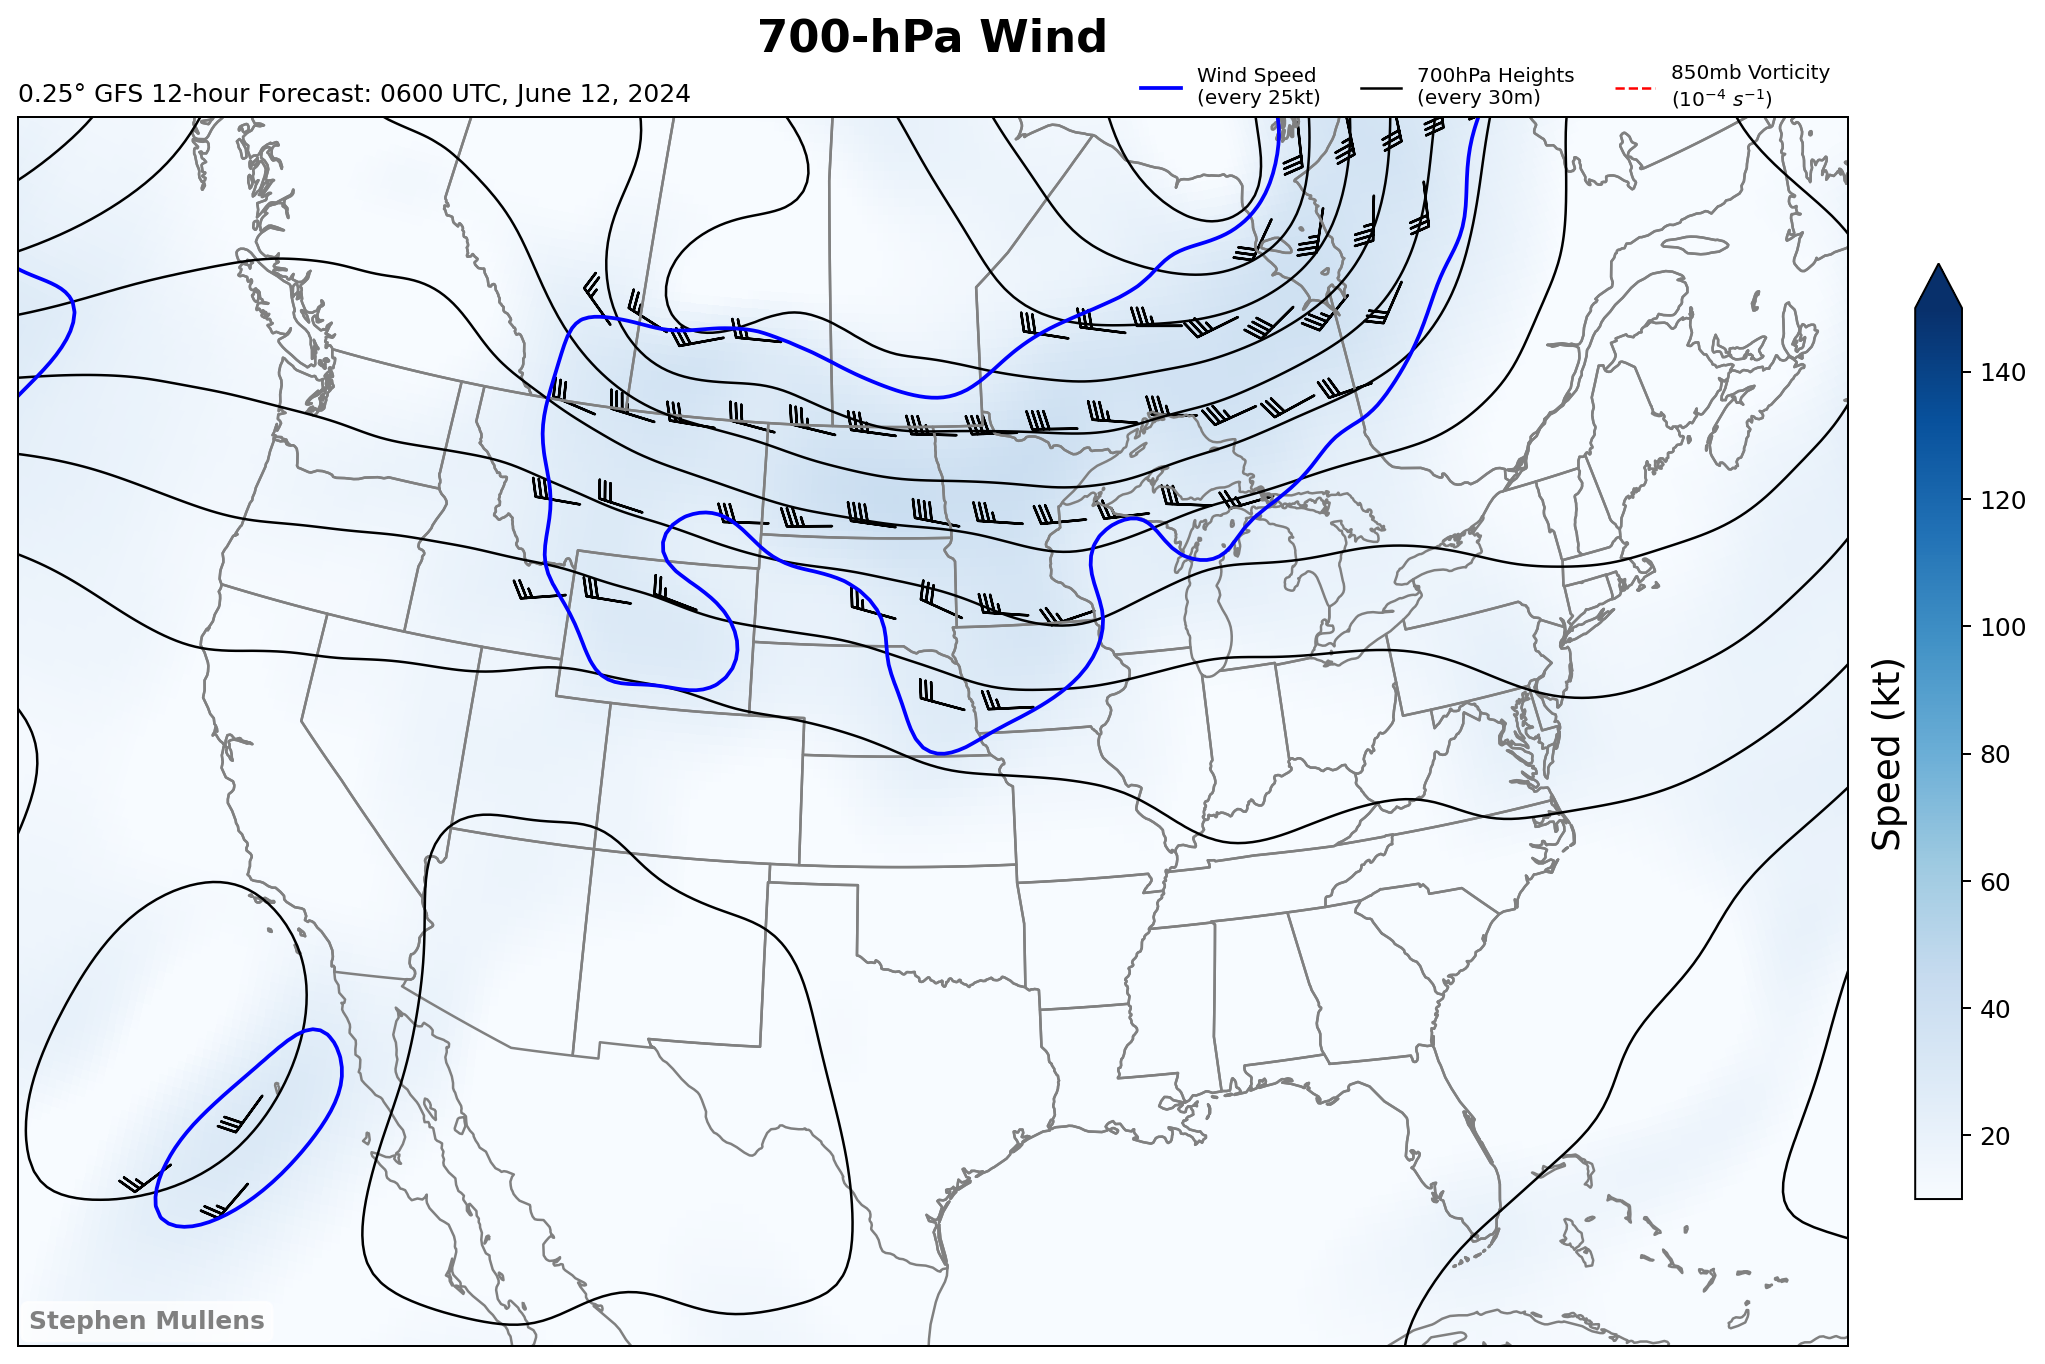 700-hPa Wind
0.25° GFS 12-hour Forecast: 0600 UTC, June 12, 2024
Wind Speed
(every 25kt)
700hPa Heights
(every 30m)
850mb Vorticity
(10⁻⁴ s⁻¹)
140
120
100
80
60
40
20
Speed (kt)
Stephen Mullens